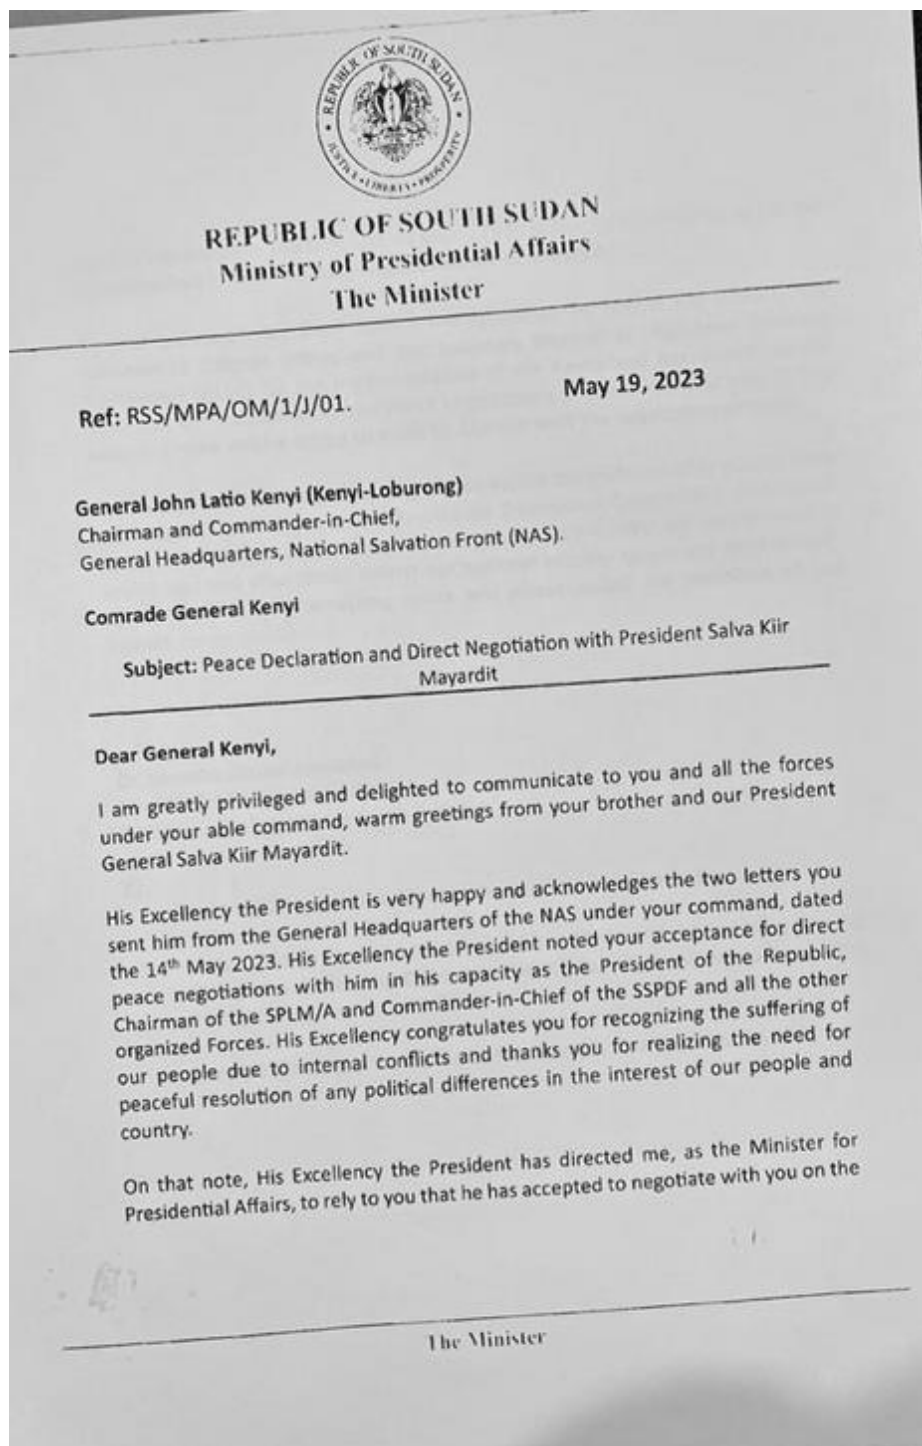 REPUBLIC OF SOUTH SUDAN
JUSTICE • LIBERTY • PROSPERITY
REPUBLIC OF SOUTH SUDAN
Ministry of Presidential Affairs
The Minister
May 19, 2023
Ref: RSS/MPA/OM/1/J/01.
General John Latio Kenyi (Kenyi-Loburong)
Chairman and Commander-in-Chief,
General Headquarters, National Salvation Front (NAS).
Comrade General Kenyi
Subject: Peace Declaration and Direct Negotiation with President Salva Kiir
Mayardit
Dear General Kenyi,
I am greatly privileged and delighted to communicate to you and all the forces
under your able command, warm greetings from your brother and our President
General Salva Kiir Mayardit.
His Excellency the President is very happy and acknowledges the two letters you
sent him from the General Headquarters of the NAS under your command, dated
the 14th May 2023. His Excellency the President noted your acceptance for direct
peace negotiations with him in his capacity as the President of the Republic,
Chairman of the SPLM/A and Commander-in-Chief of the SSPDF and all the other
organized Forces. His Excellency congratulates you for recognizing the suffering of
our people due to internal conflicts and thanks you for realizing the need for
peaceful resolution of any political differences in the interest of our people and
country.
On that note, His Excellency the President has directed me, as the Minister for
Presidential Affairs, to rely to you that he has accepted to negotiate with you on the
The Minister